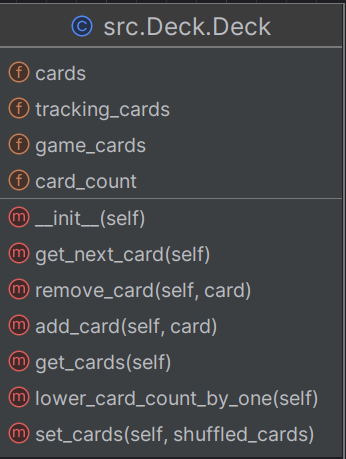 C src.Deck.Deck
f cards
f tracking_cards
f game_cards
f card_count
m __init__(self)
m get_next_card(self)
m remove_card(self, card)
m add_card(self, card)
m get_cards(self)
m lower_card_count_by_one(self)
m set_cards(self, shuffled_cards)